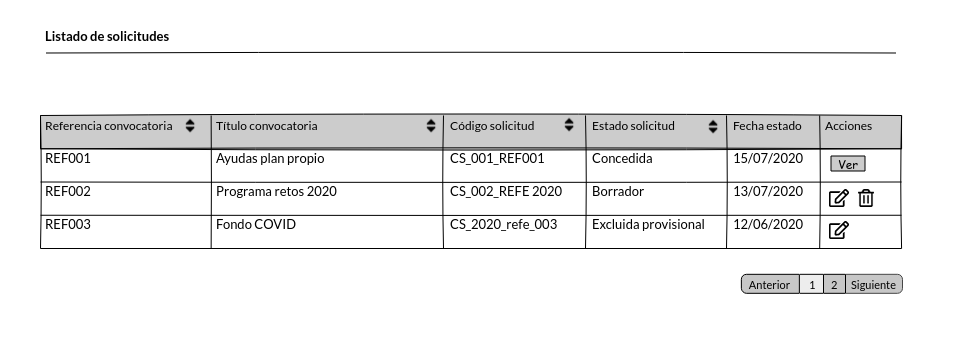 Listado de solicitudes
Referencia convocatoria Título convocatoria Código solicitud Estado solicitud Fecha estado Acciones
REF001 Ayudas plan propio CS_001_REF001 Concedida 15/07/2020 Ver
REF002 Programa retos 2020 CS_002_REFE 2020 Borrador 13/07/2020
REF003 Fondo COVID CS_2020_refe_003 Excluida provisional 12/06/2020
Anterior 1 2 Siguiente